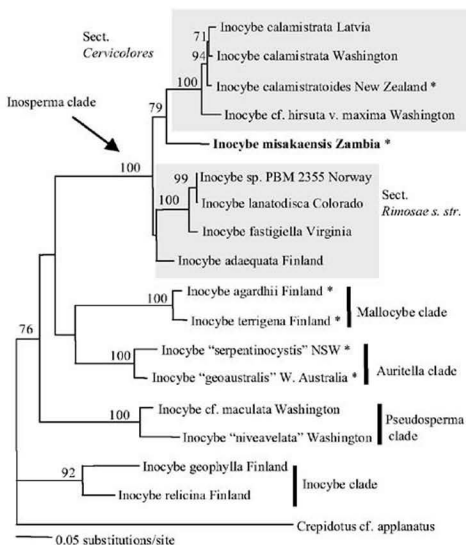 Sect.
Cervicolores
Inosperma clade
71
94
100
79
100
99
100
100
100
76
100
92
Inocybe calamistrata Latvia
Inocybe calamistrata Washington
Inocybe calamistratoides New Zealand *
Inocybe cf. hirsuta v. maxima Washington
Inocybe misakaensis Zambia *
Inocybe sp. PBM 2355 Norway
Inocybe lanatodisca Colorado
Inocybe fastigiella Virginia
Inocybe adaequata Finland
Sect.
Rimosae s. str.
Inocybe agardhii Finland *
Inocybe terrigena Finland *
Mallocybe clade
Inocybe “serpentinocystis” NSW *
Inocybe “geoaustralis” W. Australia *
Auritella clade
Inocybe cf. maculata Washington
Inocybe “niveavelata” Washington
Pseudosperma
clade
Inocybe geophylla Finland
Inocybe relicina Finland
Inocybe clade
Crepidotus cf. applanatus
0.05 substitutions/site